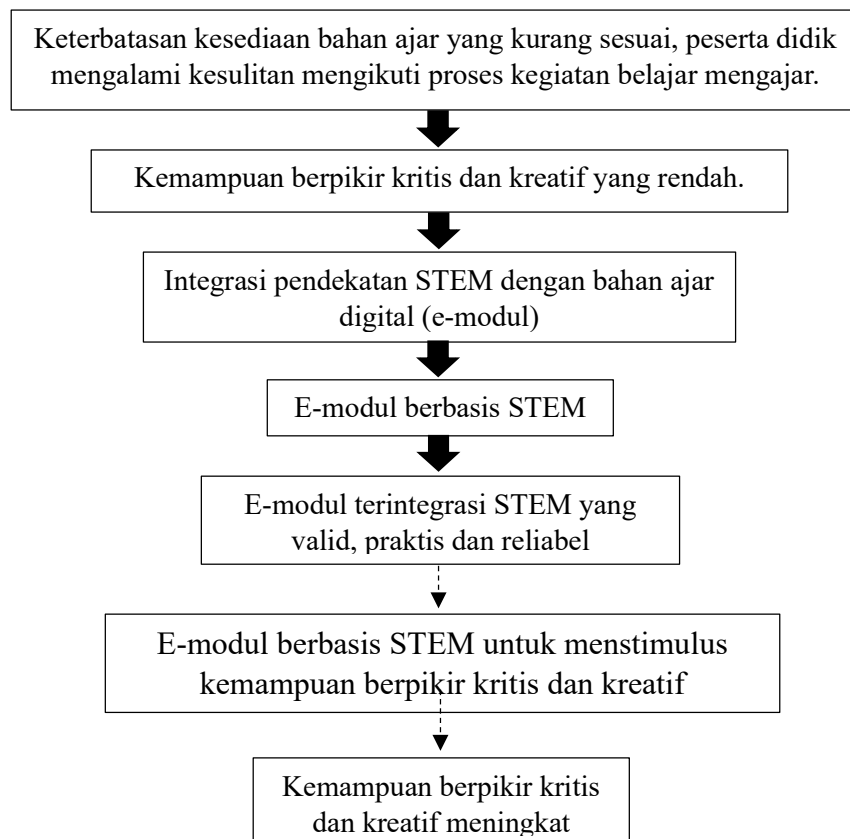 Keterbatasan kesediaan bahan ajar yang kurang sesuai, peserta didik
mengalami kesulitan mengikuti proses kegiatan belajar mengajar.
Kemampuan berpikir kritis dan kreatif yang rendah.
Integrasi pendekatan STEM dengan bahan ajar
digital (e-modul)
E-modul berbasis STEM
E-modul terintegrasi STEM yang
valid, praktis dan reliabel
E-modul berbasis STEM untuk menstimulus
kemampuan berpikir kritis dan kreatif
Kemampuan berpikir kritis
dan kreatif meningkat